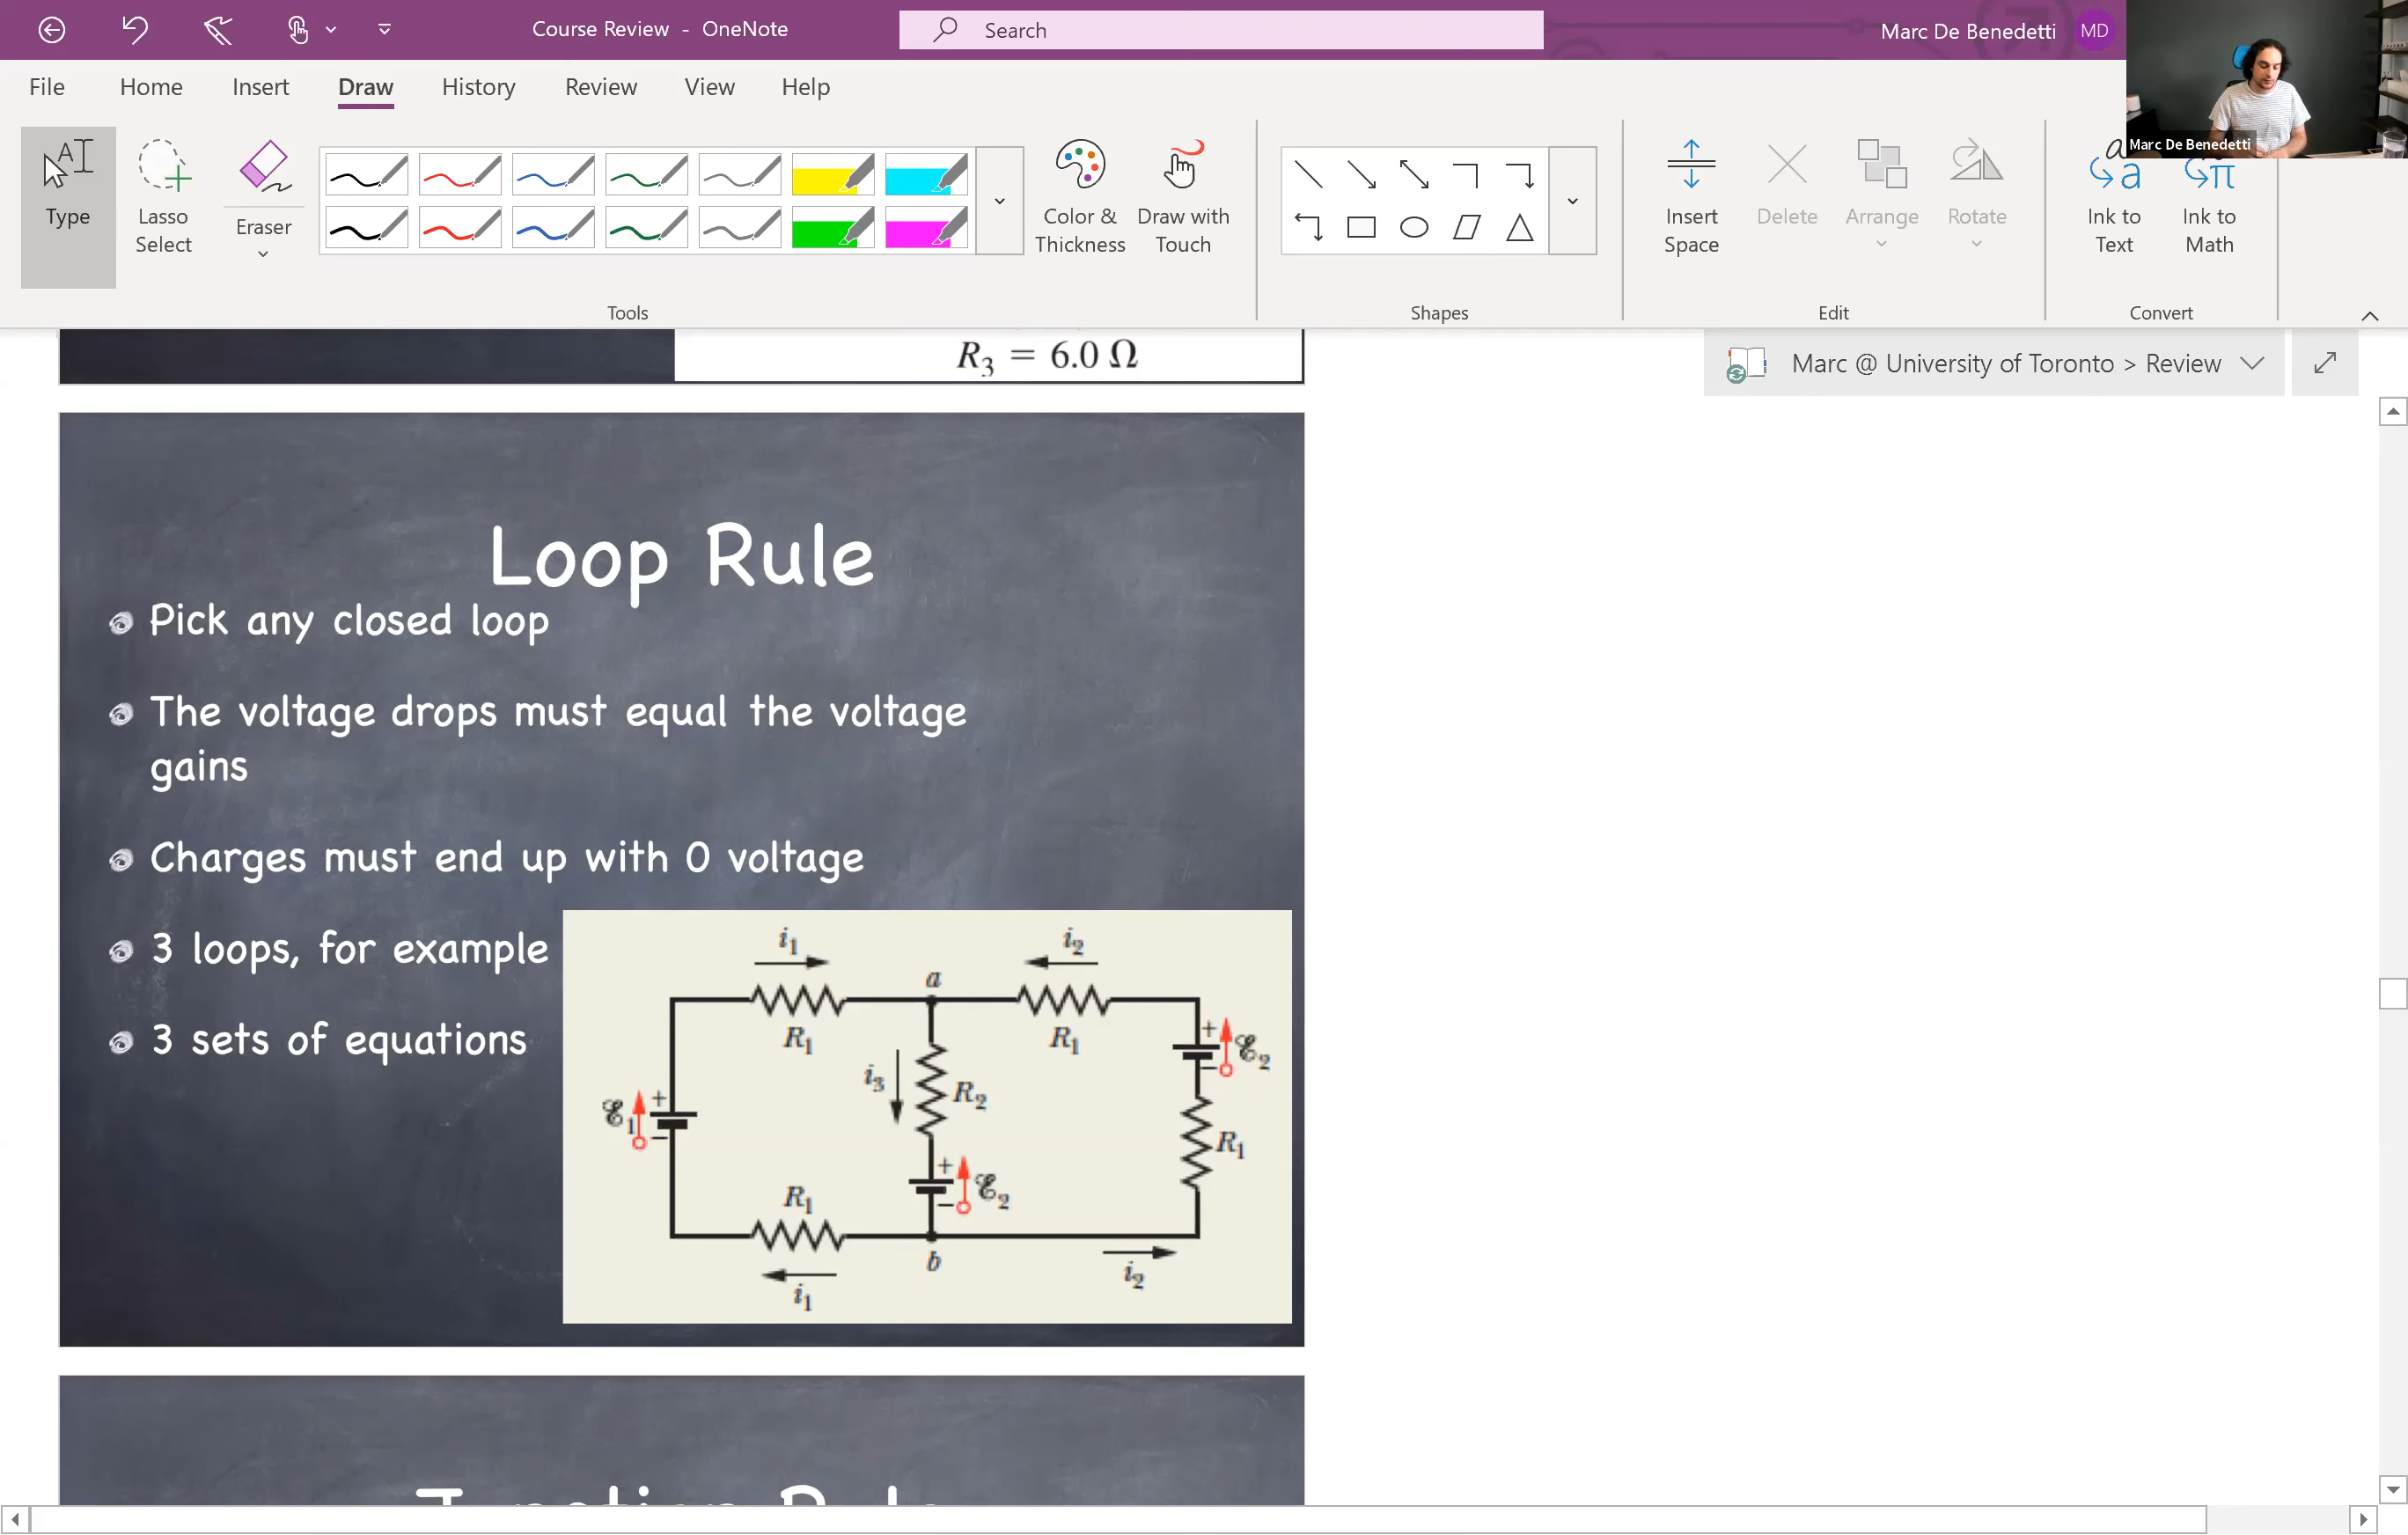 Course Review - OneNote
Search
Marc De Benedetti
MD
Marc De Benedetti
File
Home
Insert
Draw
History
Review
View
Help
Type
Lasso
Select
Eraser
Color &
Thickness
Draw with
Touch
Insert
Space
Delete
Arrange
Rotate
Ink to
Text
Ink to
Math
Tools
Shapes
Edit
Convert
R₃ = 6.0 Ω
Marc @ University of Toronto > Review
Loop Rule
Pick any closed loop
The voltage drops must equal the voltage
gains
Charges must end up with 0 voltage
3 loops, for example
3 sets of equations
i₁
i₂
a
R₁
R₁
+
ℰ₂
−
i₃
R₂
ℰ₁
+
−
R₁
+
ℰ₂
−
R₁
b
i₁
i₂